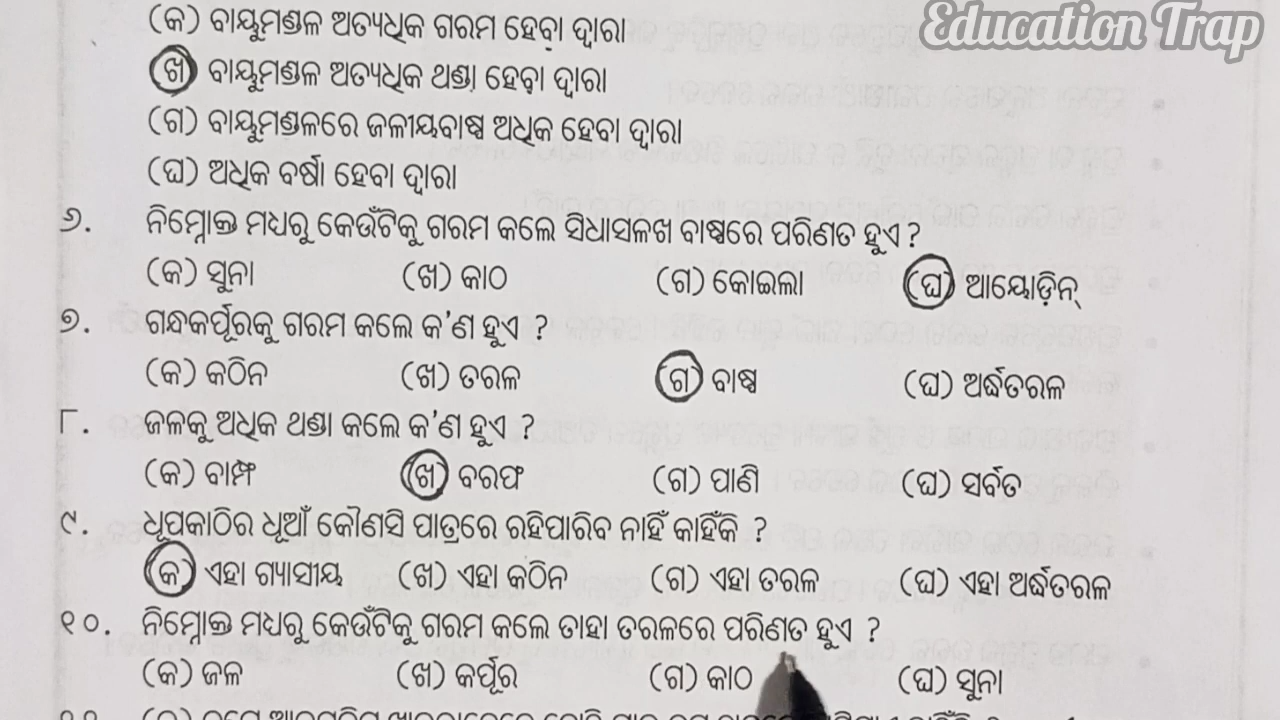 Education Trap
(କ) ବାୟୁମଣ୍ଡଳ ଅତ୍ୟଧିକ ଗରମ ହେବା ଦ୍ୱାରା
(ଖ) ବାୟୁମଣ୍ଡଳ ଅତ୍ୟଧିକ ଥଣ୍ଡା ହେବା ଦ୍ୱାରା
(ଗ) ବାୟୁମଣ୍ଡଳରେ ଜଳୀୟବାଷ୍ପ ଅଧିକ ହେବା ଦ୍ୱାରା
(ଘ) ଅଧିକ ବର୍ଷା ହେବା ଦ୍ୱାରା
୬. ନିମ୍ନୋକ୍ତ ମଧ୍ୟରୁ କେଉଁଟିକୁ ଗରମ କଲେ ସିଧାସଳଖ ବାଷ୍ପରେ ପରିଣତ ହୁଏ ?
(କ) ସୁନା (ଖ) କାଠ (ଗ) କୋଇଲା (ଘ) ଆୟୋଡ଼ିନ୍
୭. ଗନ୍ଧକର୍ପୂରକୁ ଗରମ କଲେ କ'ଣ ହୁଏ ?
(କ) କଠିନ (ଖ) ତରଳ (ଗ) ବାଷ୍ପ (ଘ) ଅର୍ଦ୍ଧତରଳ
୮. ଜଳକୁ ଅଧିକ ଥଣ୍ଡା କଲେ କ'ଣ ହୁଏ ?
(କ) ବାମ୍ଫ (ଖ) ବରଫ (ଗ) ପାଣି (ଘ) ସର୍ବତ
୯. ଧୂପକାଠିର ଧୂଆଁ କୌଣସି ପାତ୍ରରେ ରହିପାରିବ ନାହିଁ କାହିଁକି ?
(କ) ଏହା ଗ୍ୟାସୀୟ (ଖ) ଏହା କଠିନ (ଗ) ଏହା ତରଳ (ଘ) ଏହା ଅର୍ଦ୍ଧତରଳ
୧୦. ନିମ୍ନୋକ୍ତ ମଧ୍ୟରୁ କେଉଁଟିକୁ ଗରମ କଲେ ତାହା ତରଳରେ ପରିଣତ ହୁଏ ?
(କ) ଜଳ (ଖ) କର୍ପୂର (ଗ) କାଠ (ଘ) ସୁନା